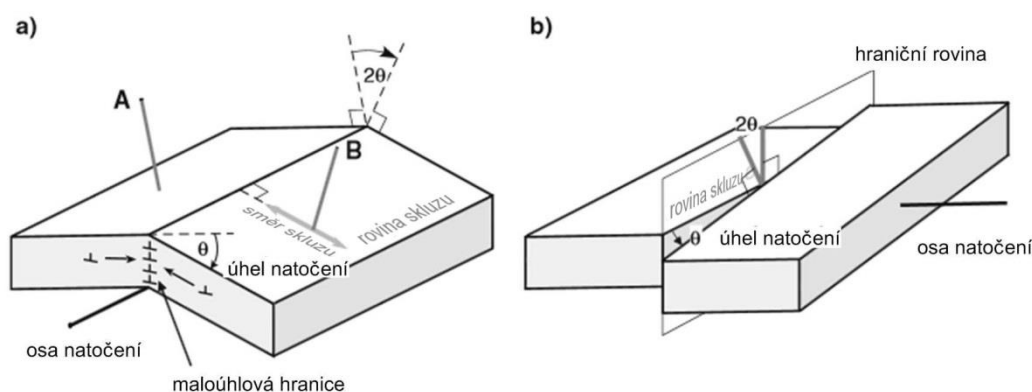 a)
2θ
A
B
směr skluzu
rovina skluzu
θ
úhel natočení
osa natočení
maloúhlová hranice
b)
hraniční rovina
2θ
rovina skluzu
θ
úhel natočení
osa natočení